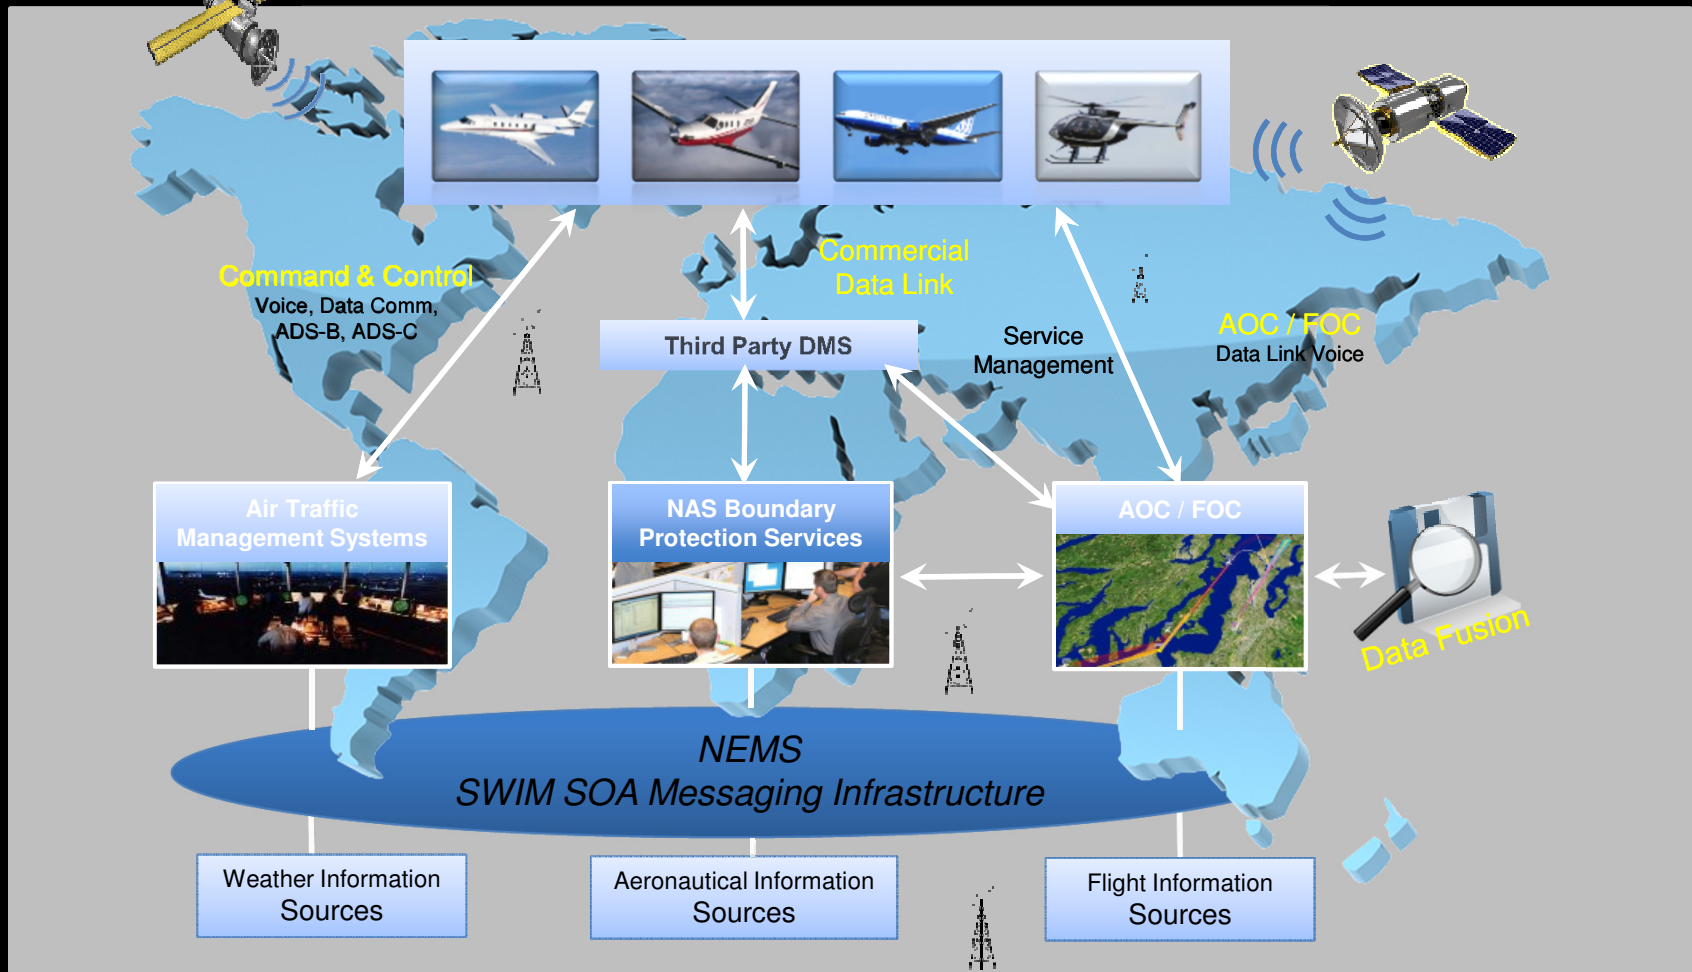 Command & Control
Voice, Data Comm,
ADS-B, ADS-C
Commercial
Data Link
Third Party DMS
Service
Management
AOC / FOC
Data Link Voice
Air Traffic
Management Systems
NAS Boundary
Protection Services
AOC / FOC
Data Fusion
NEMS
SWIM SOA Messaging Infrastructure
Weather Information
Sources
Aeronautical Information
Sources
Flight Information
Sources